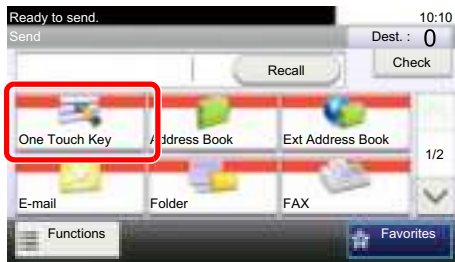 Ready to send. 10:10
Send Dest. : 0
Recall Check
One Touch Key Address Book Ext Address Book
1/2
E-mail Folder FAX
Functions Favorites